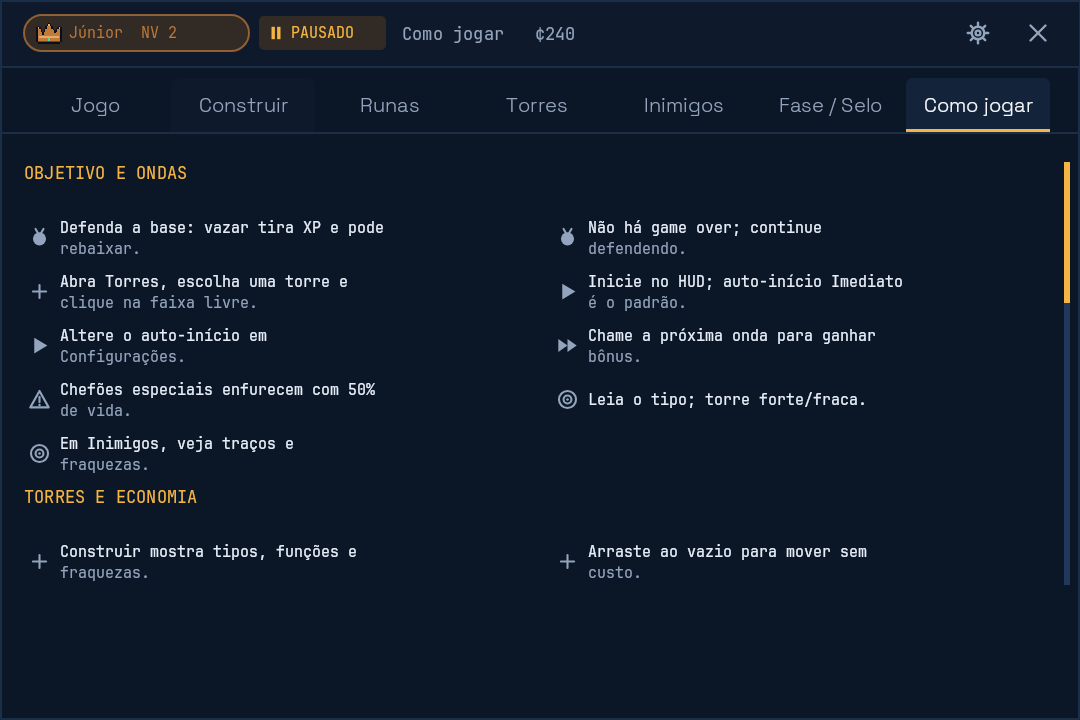 Júnior NV 2
PAUSADO
Como jogar
₵240
Jogo
Construir
Runas
Torres
Inimigos
Fase / Selo
Como jogar
OBJETIVO E ONDAS
Defenda a base: vazar tira XP e pode
rebaixar.
Não há game over; continue
defendendo.
Abra Torres, escolha uma torre e
clique na faixa livre.
Inicie no HUD; auto-início Imediato
é o padrão.
Altere o auto-início em
Configurações.
Chame a próxima onda para ganhar
bônus.
Chefões especiais enfurecem com 50%
de vida.
Leia o tipo; torre forte/fraca.
Em Inimigos, veja traços e
fraquezas.
TORRES E ECONOMIA
Construir mostra tipos, funções e
fraquezas.
Arraste ao vazio para mover sem
custo.